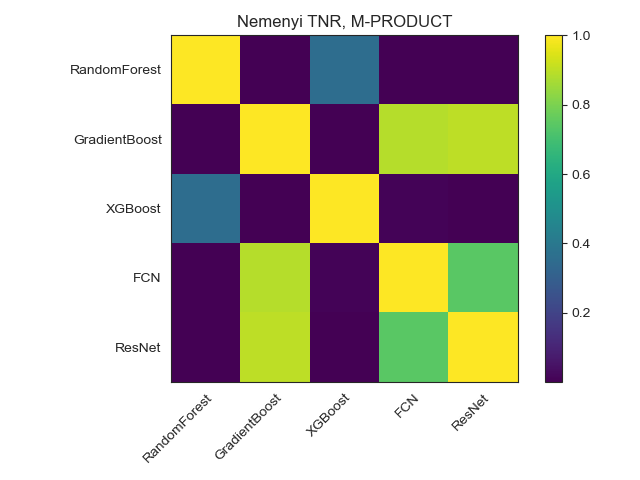 Nemenyi TNR, M-PRODUCT
RandomForest
GradientBoost
XGBoost
FCN
ResNet
RandomForest
GradientBoost
XGBoost
FCN
ResNet
1.0
0.8
0.6
0.4
0.2